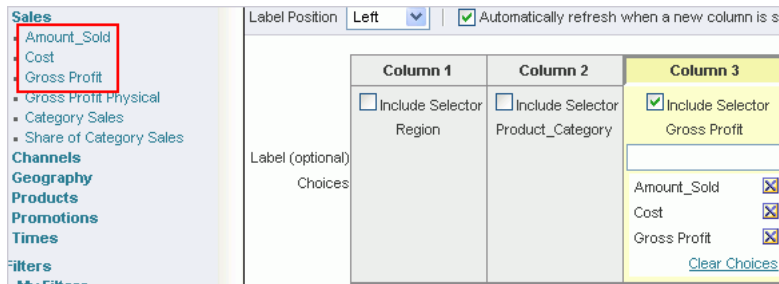 Sales
Amount_Sold
Cost
Gross Profit
Gross Profit Physical
Category Sales
Share of Category Sales
Channels
Geography
Products
Promotions
Times
Filters
Label Position Left Automatically refresh when a new column is s
Column 1 Column 2 Column 3
Include Selector Include Selector Include Selector
Region Product_Category Gross Profit
Label (optional)
Choices
Amount_Sold
Cost
Gross Profit
Clear Choices